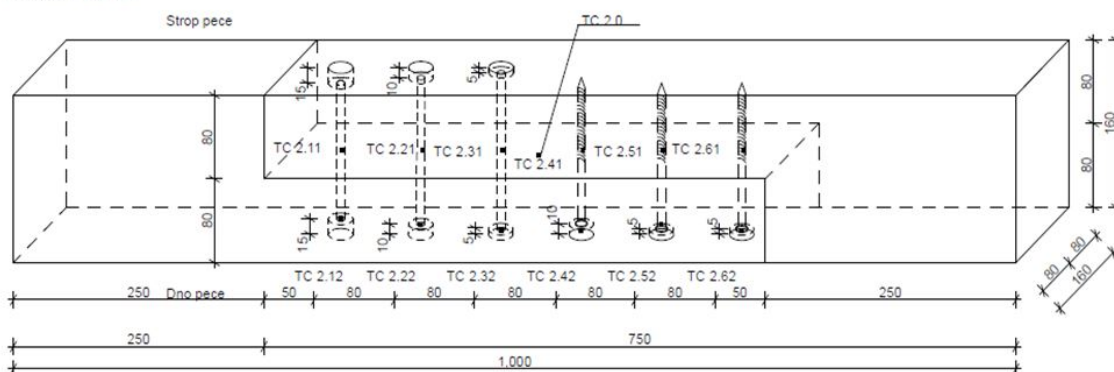 Strop pece
TC 2.0
15
10
5
80
80
160
80
80
TC 2.11
TC 2.21
TC 2.31
TC 2.41
TC 2.51
TC 2.61
15
10
5
10
5
5
TC 2.12
TC 2.22
TC 2.32
TC 2.42
TC 2.52
TC 2.62
80
80
160
Dno pece
250
50
80
80
80
80
80
50
250
250
750
1,000